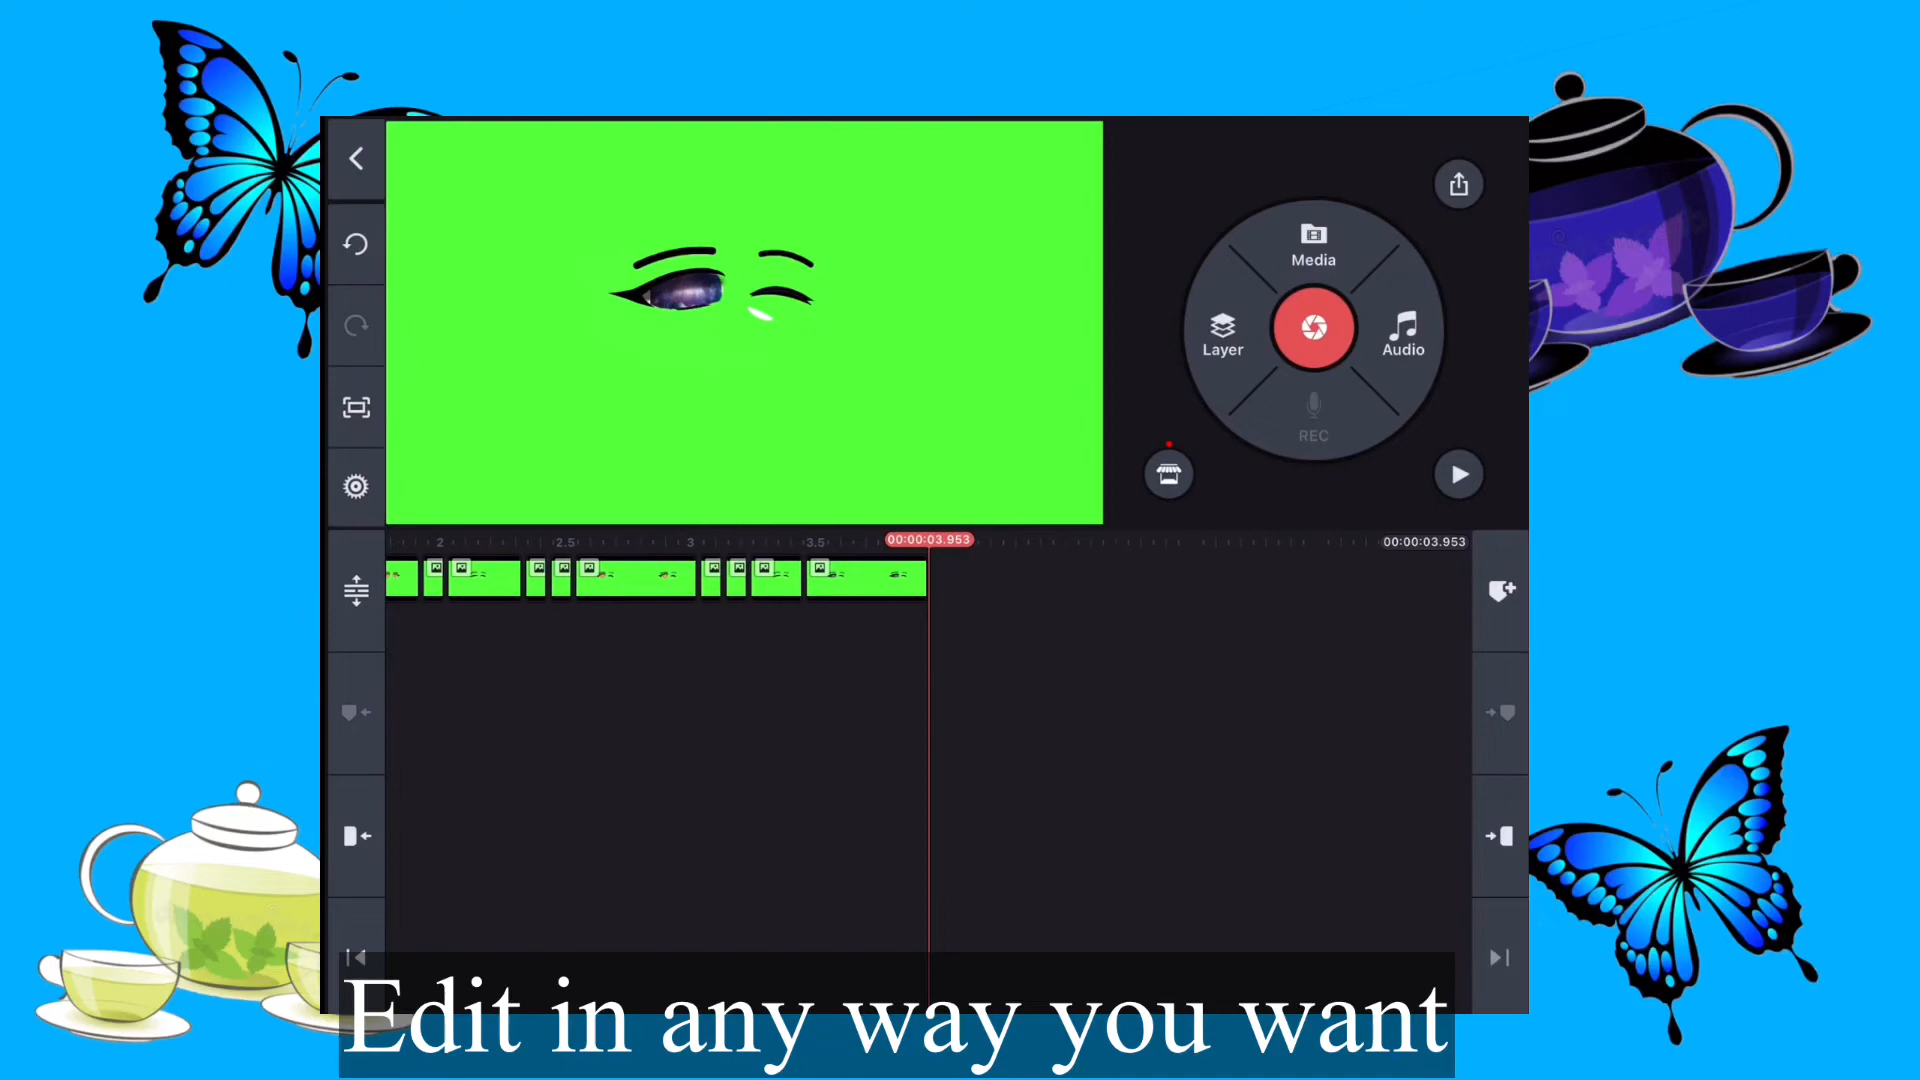 Media
Layer
Audio
REC
2
2.5
3
3.5
00:00:03.953
00:00:03.953
Edit in any way you want